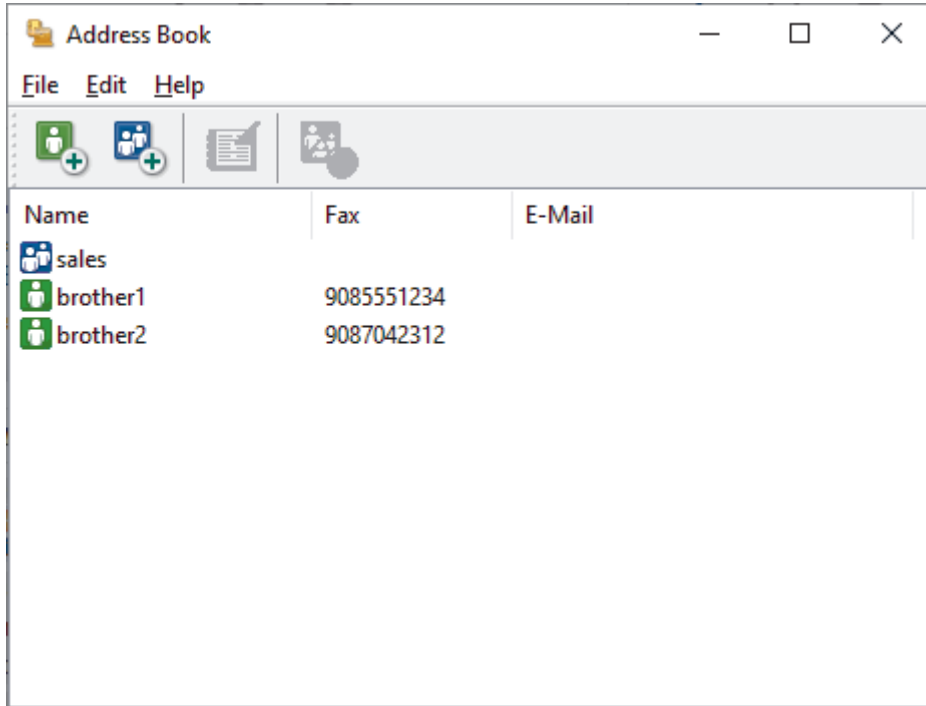 Address Book
File Edit Help
Name Fax E-Mail
sales
brother1 9085551234
brother2 9087042312